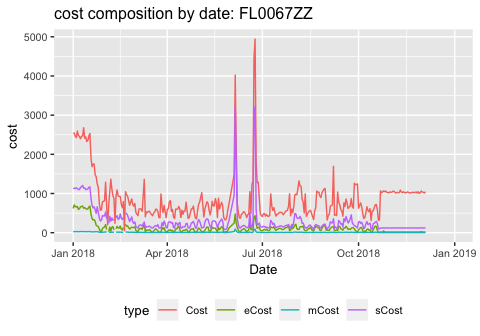 cost composition by date: FL0067ZZ
5000
4000
3000
2000
1000
0
cost
Jan 2018 Apr 2018 Jul 2018 Oct 2018 Jan 2019
Date
type Cost eCost mCost sCost